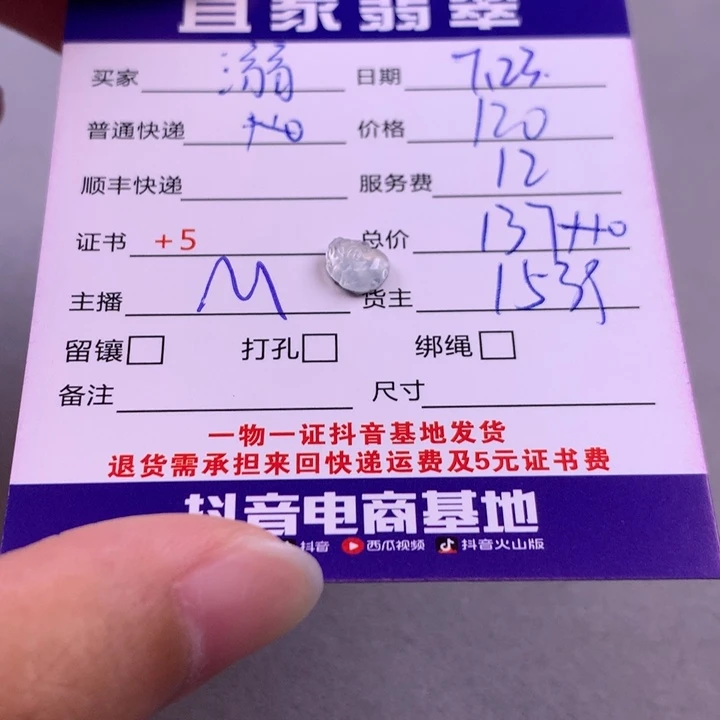 直家翡翠
买家 溺 日期 7.23.
普通快递 +10 价格 120
顺丰快递 服务费 12
证书 +5 总价 137+10
主播 M 货主 153
留镶 打孔 绑绳
备注 尺寸
一物一证抖音基地发货
退货需承担来回快递运费及5元证书费
抖音电商基地
抖音 西瓜视频 抖音火山版